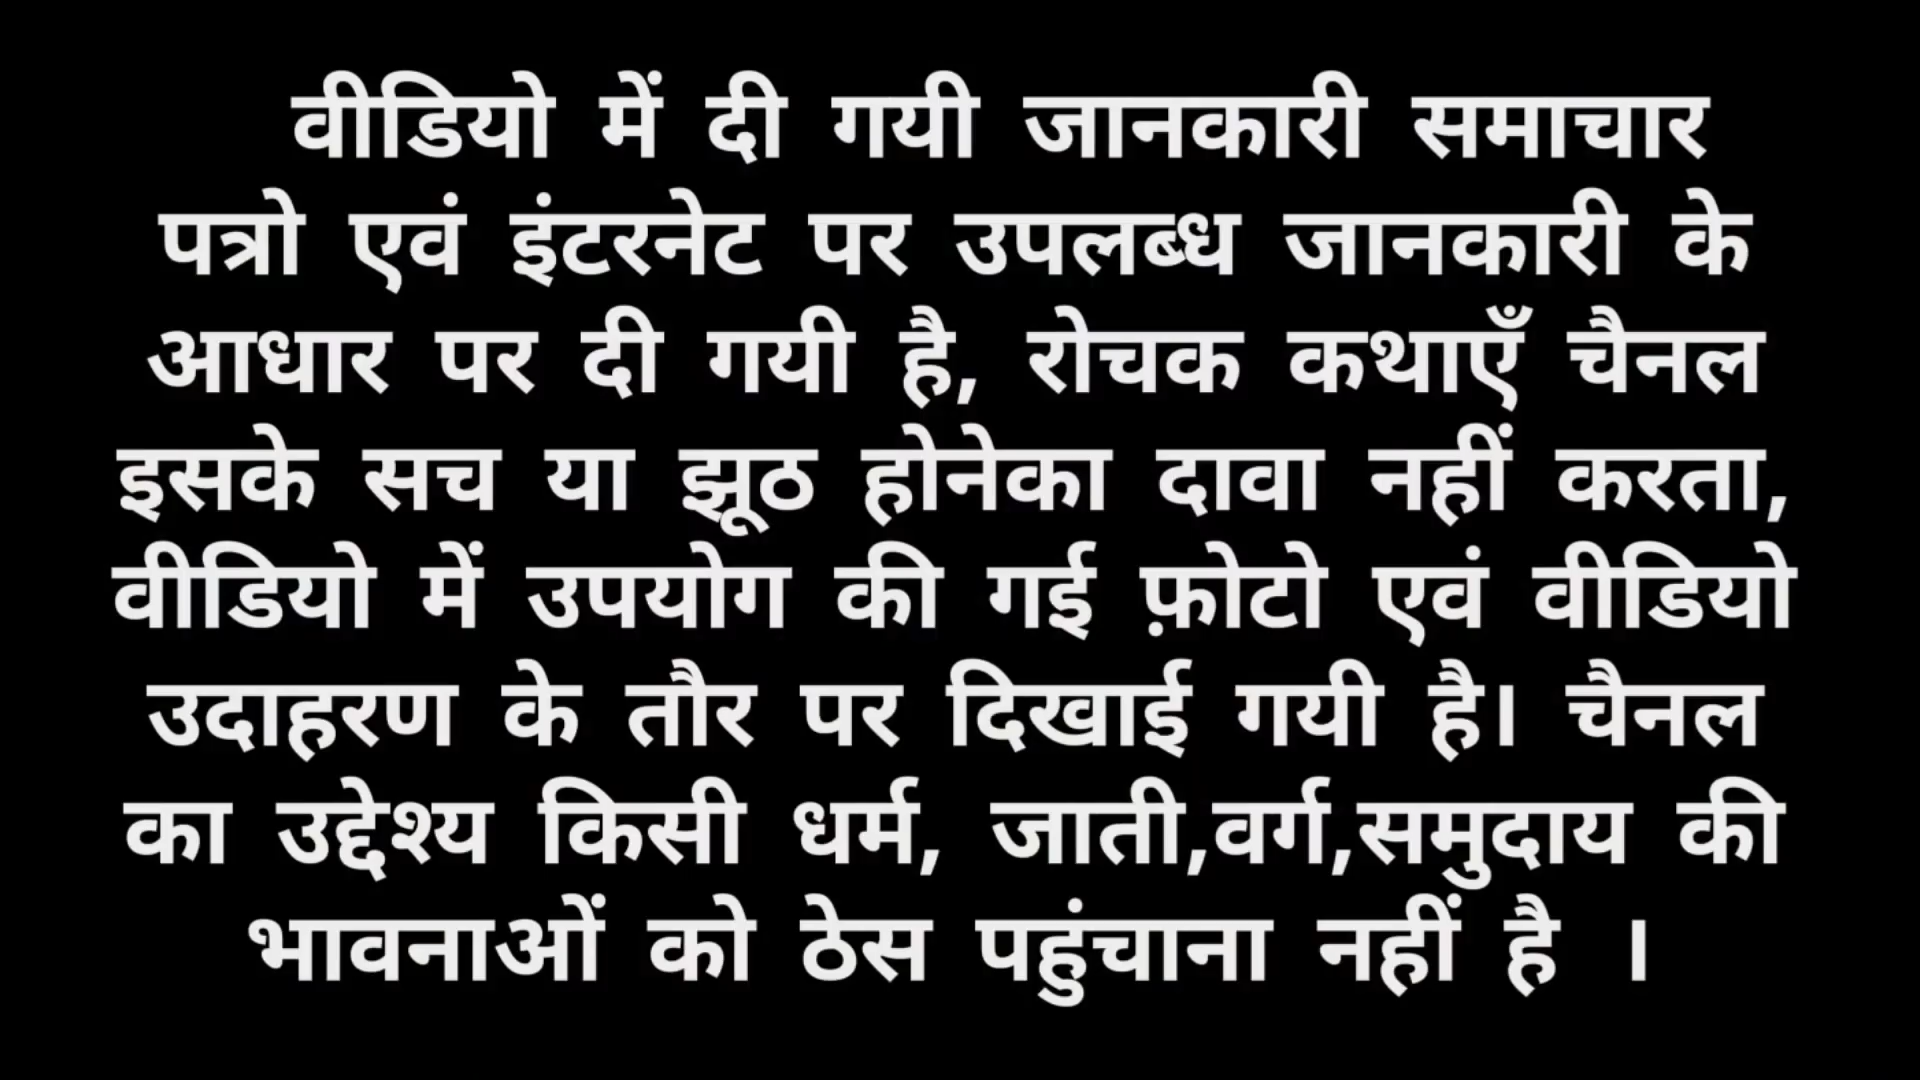 वीडियो में दी गयी जानकारी समाचार
पत्रो एवं इंटरनेट पर उपलब्ध जानकारी के
आधार पर दी गयी है, रोचक कथाएँ चैनल
इसके सच या झूठ होनेका दावा नहीं करता,
वीडियो में उपयोग की गई फ़ोटो एवं वीडियो
उदाहरण के तौर पर दिखाई गयी है। चैनल
का उद्देश्य किसी धर्म, जाती,वर्ग,समुदाय की
भावनाओं को ठेस पहुंचाना नहीं है ।